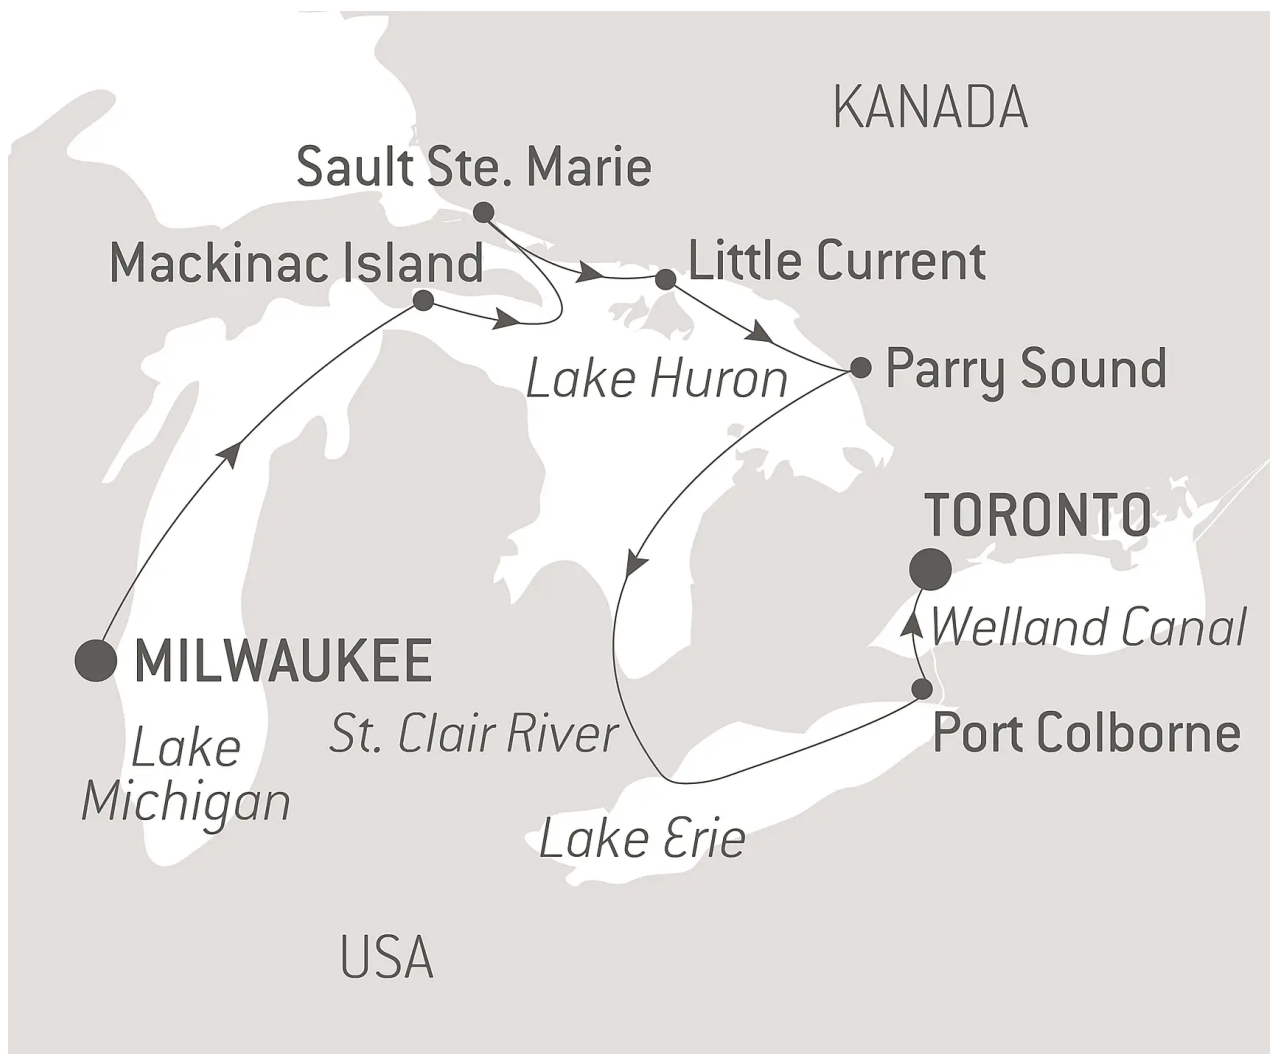 KANADA
Sault Ste. Marie
Mackinac Island
Little Current
Lake Huron
Parry Sound
TORONTO
Welland Canal
MILWAUKEE
Lake
Michigan
St. Clair River
Port Colborne
Lake Erie
USA